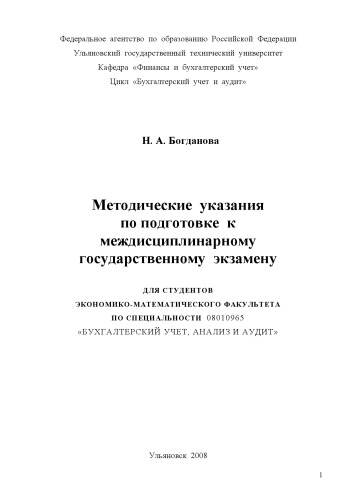 Федеральное агентство по образованию Российской Федерации
Ульяновский государственный технический университет
Кафедра «Финансы и бухгалтерский учет»
Цикл «Бухгалтерский учет и аудит»
Н. А. Богданова
Методические указания
по подготовке к
междисциплинарному
государственному экзамену
ДЛЯ СТУДЕНТОВ
ЭКОНОМИКО-МАТЕМАТИЧЕСКОГО ФАКУЛЬТЕТА
ПО СПЕЦИАЛЬНОСТИ 08010965
«БУХГАЛТЕРСКИЙ УЧЕТ, АНАЛИЗ И АУДИТ»
Ульяновск 2008
1